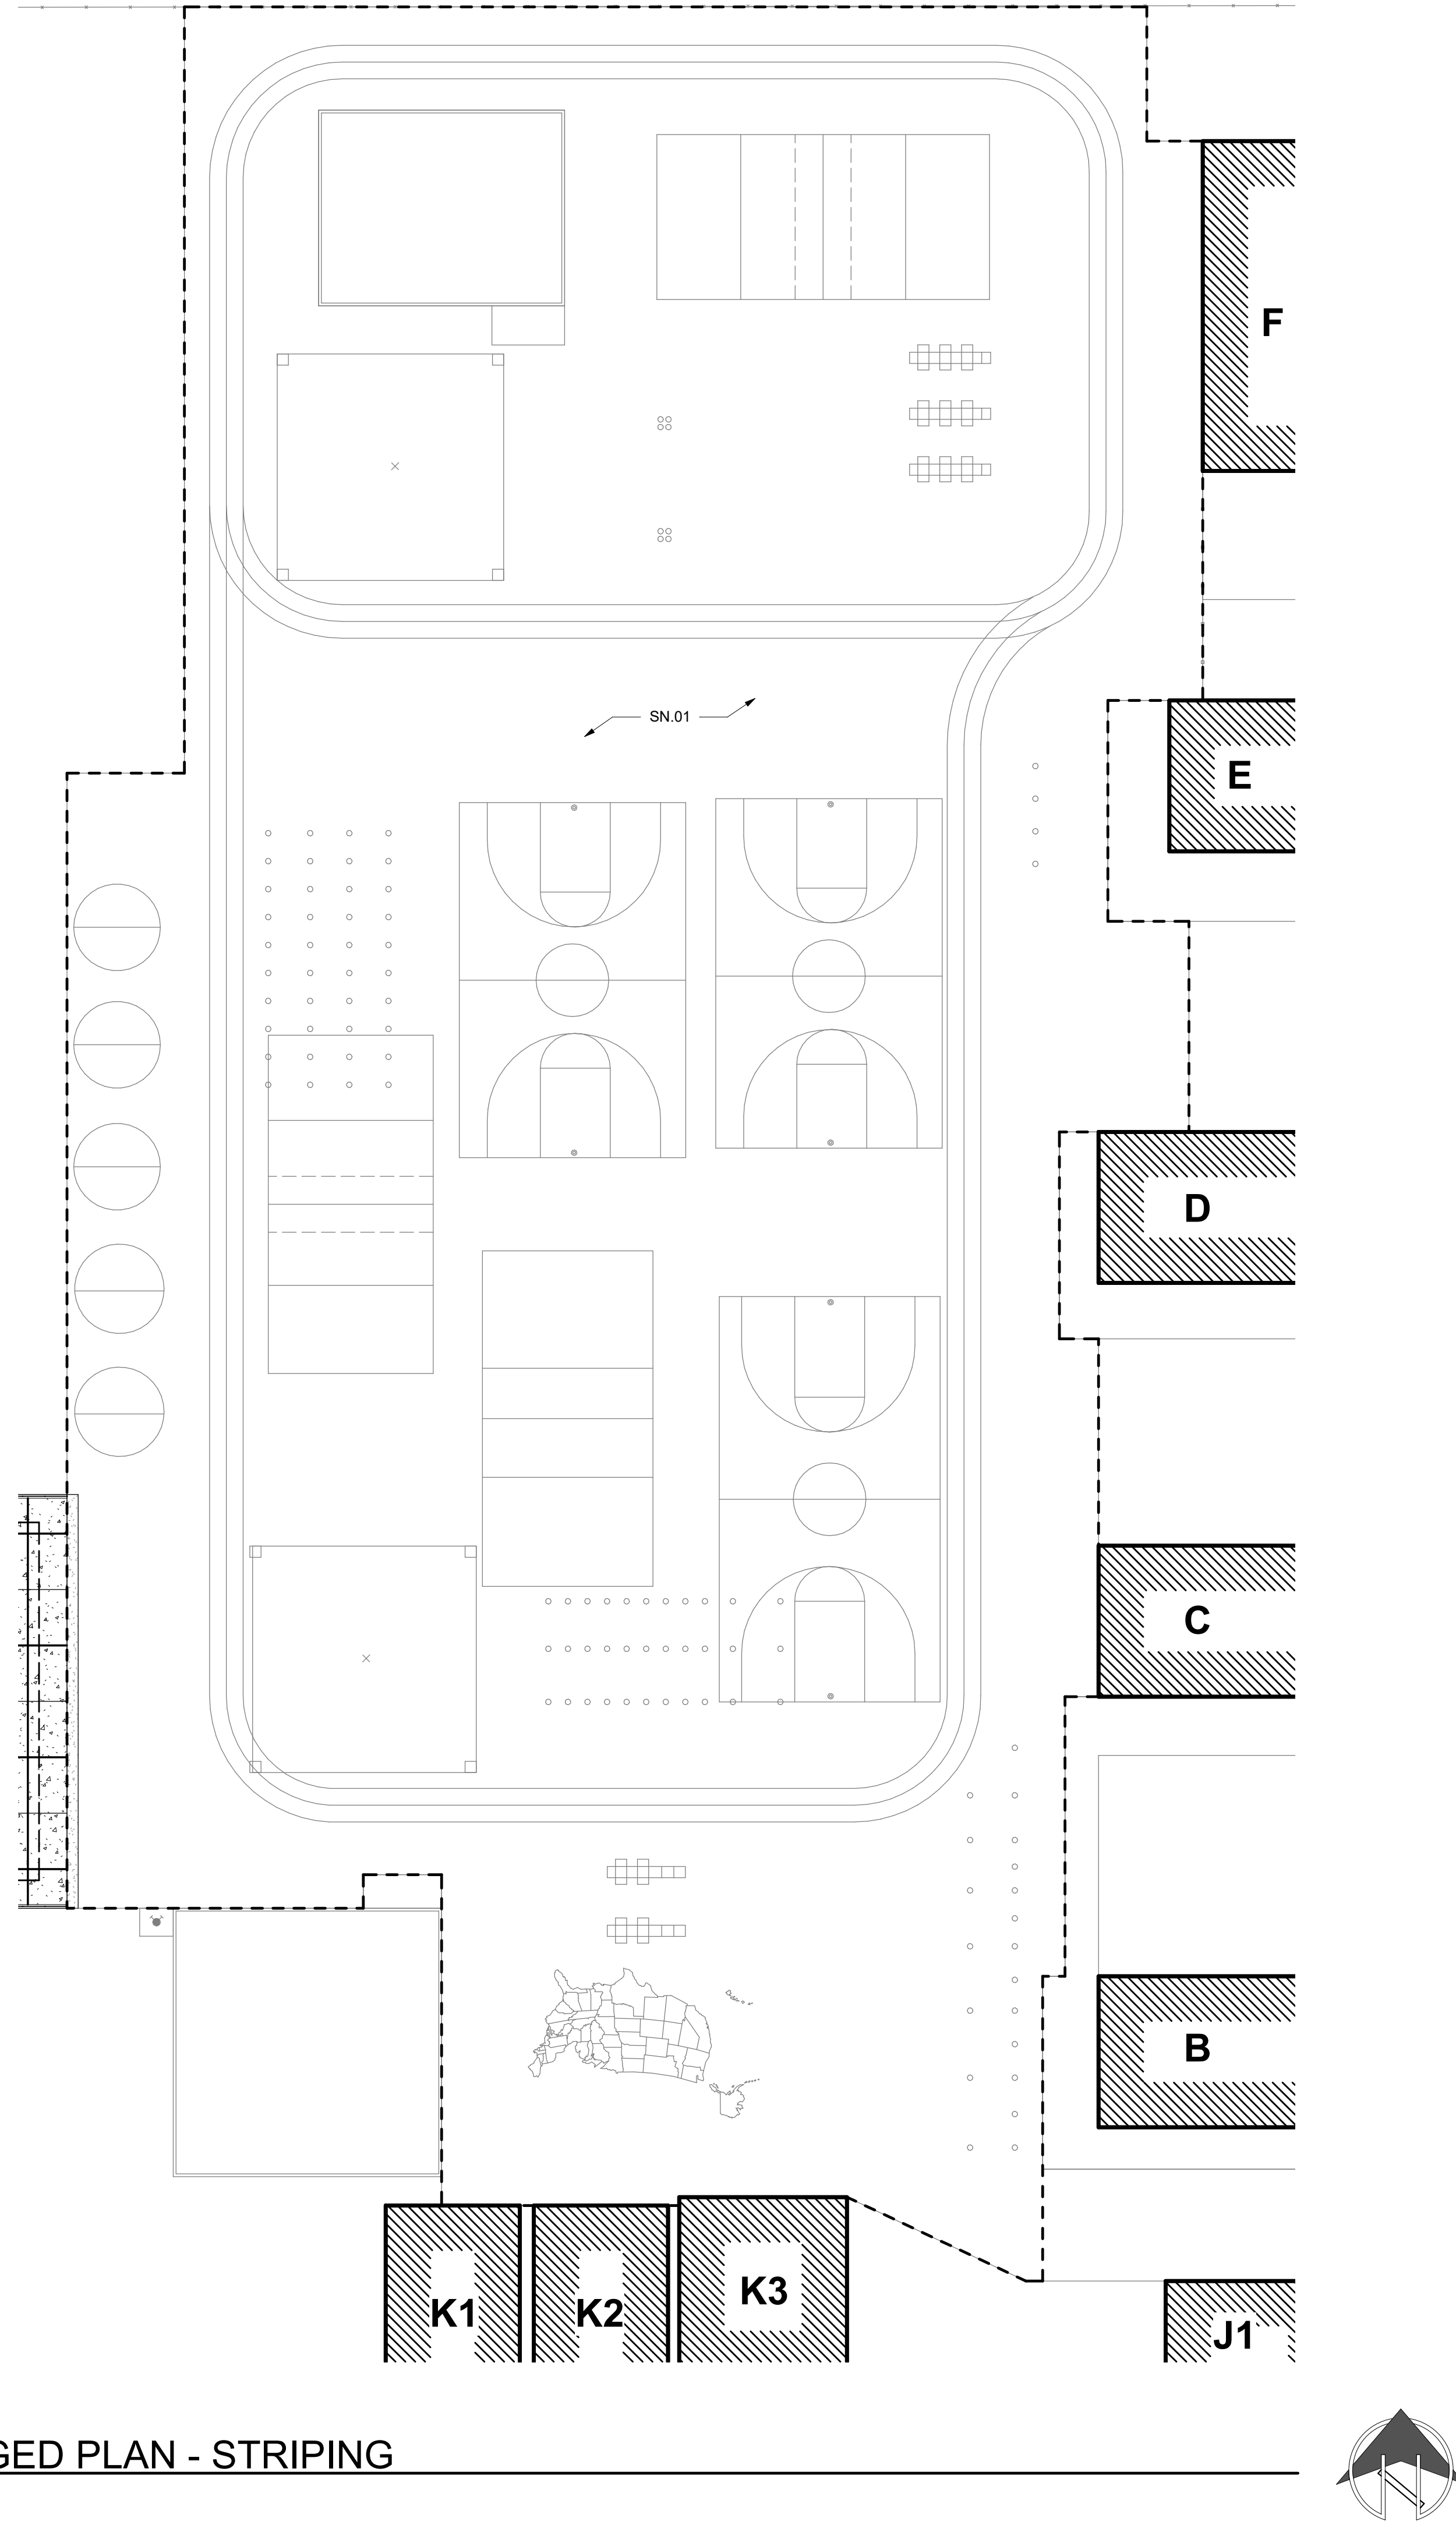 F
SN.01
E
D
C
B
K1
K2
K3
J1
GED PLAN - STRIPING
N